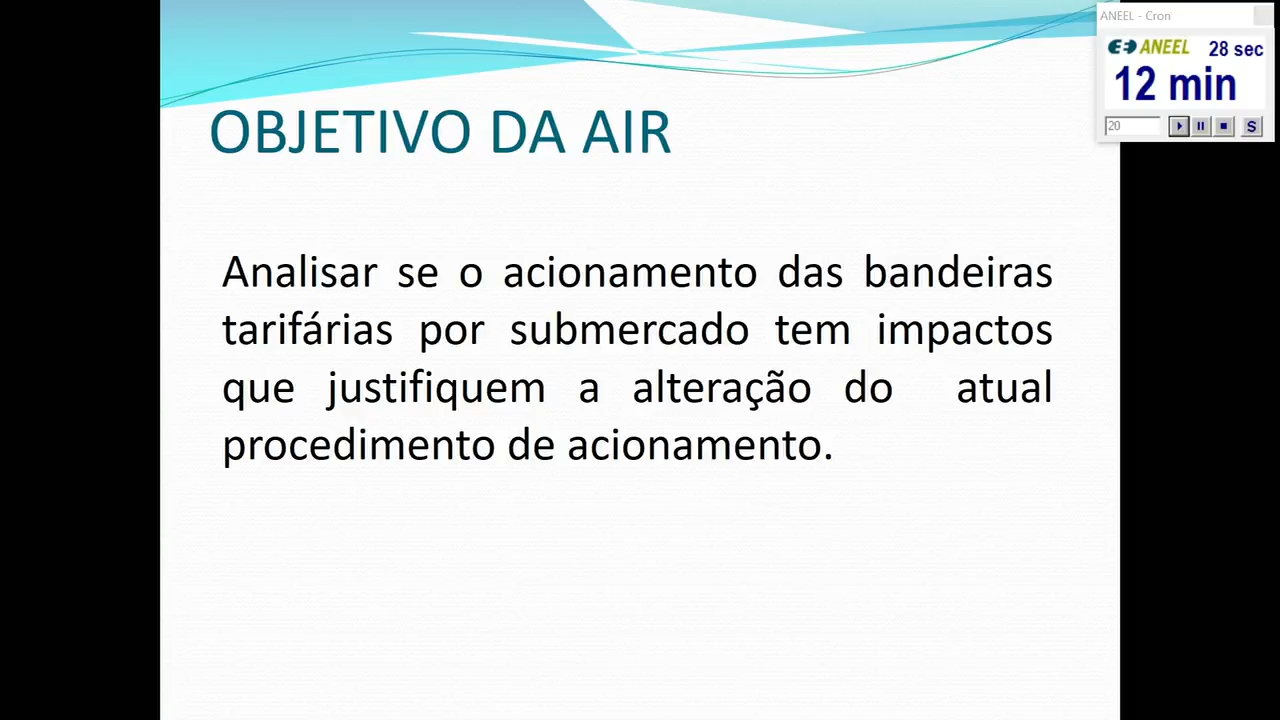 ANEEL - Cron
ANEEL 28 sec
12 min
20
S
OBJETIVO DA AIR
Analisar se o acionamento das bandeiras
tarifárias por submercado tem impactos
que justifiquem a alteração do atual
procedimento de acionamento.